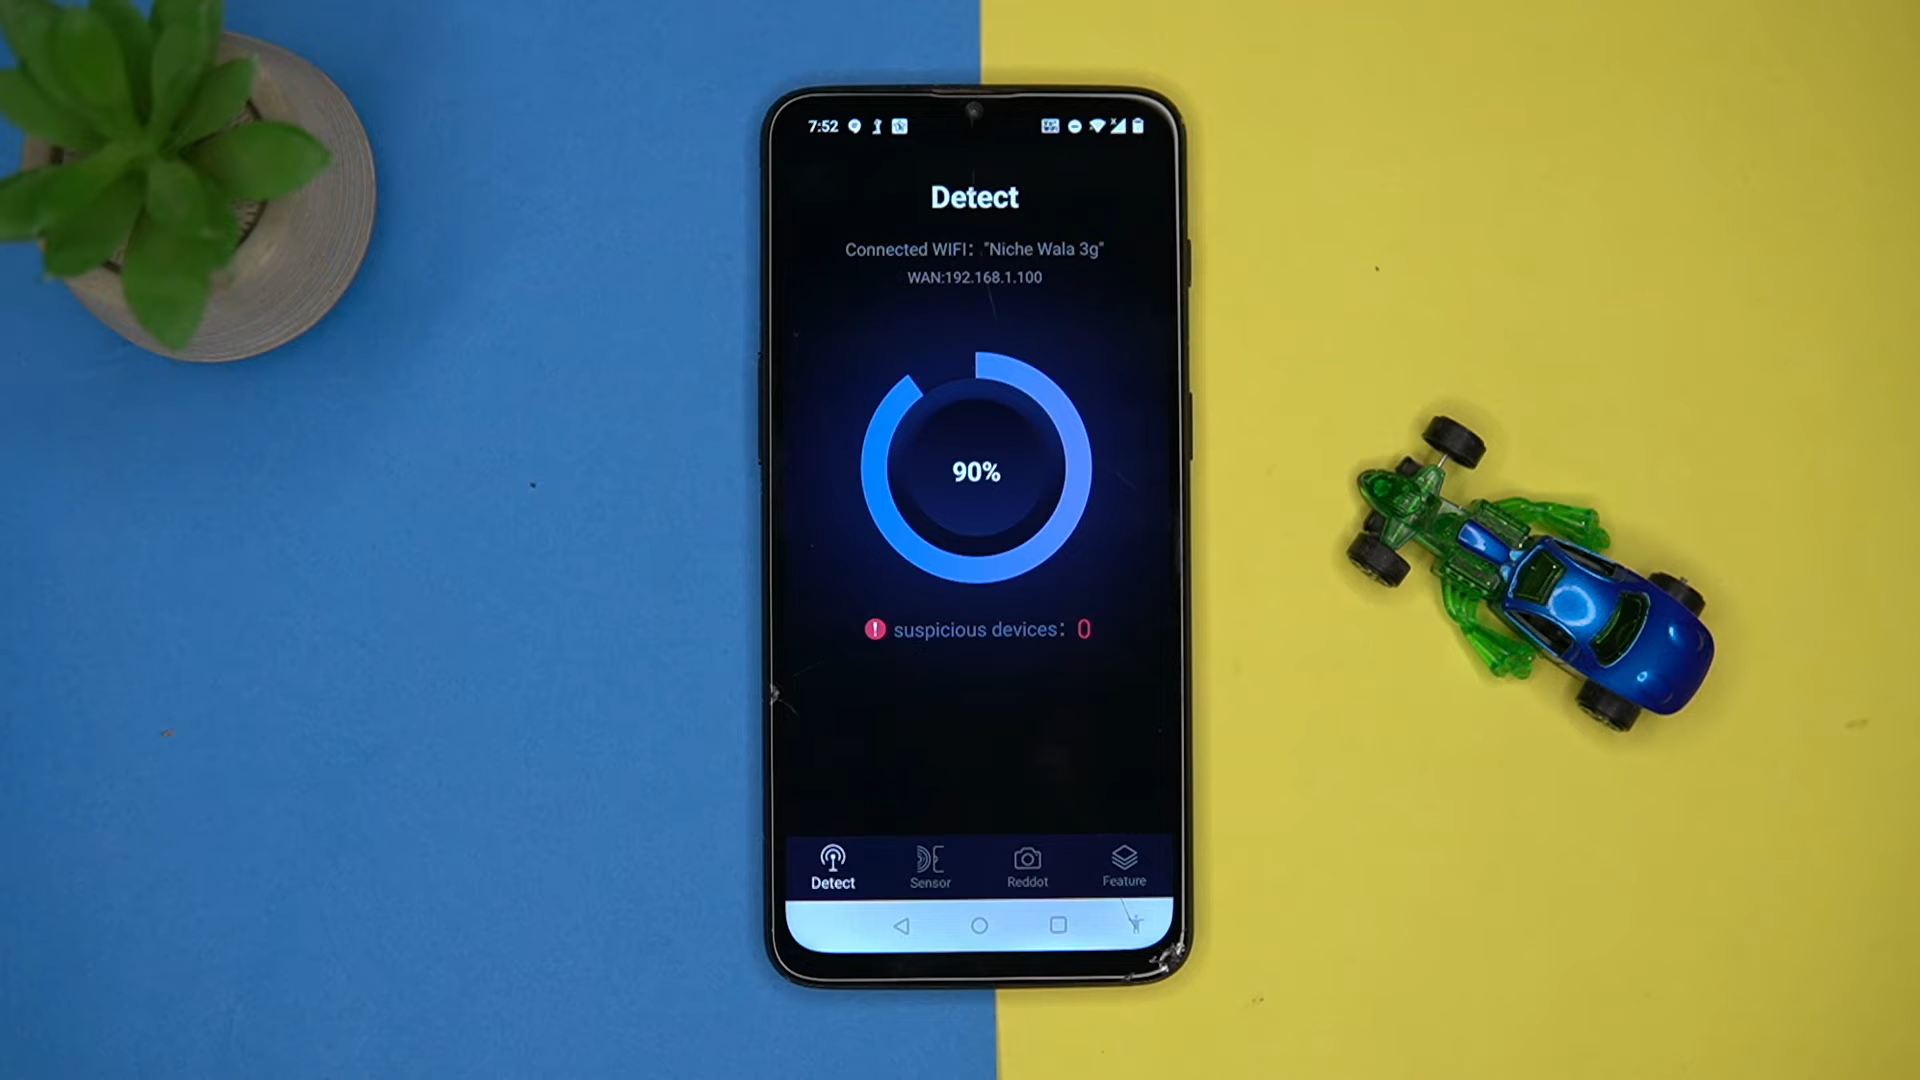 7:52
Detect
Connected WIFI: "Niche Wala 3g"
WAN:192.168.1.100
90%
suspicious devices: 0
Detect
Sensor
Reddot
Feature